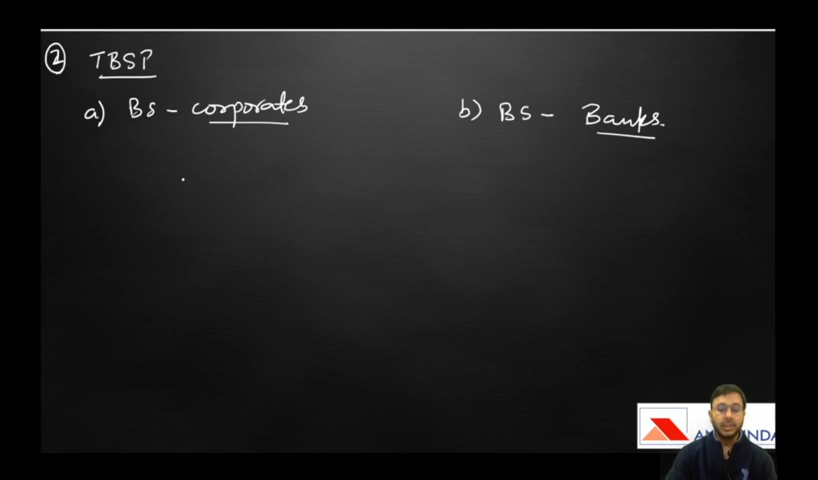 ② TBSP
a) BS - corporates
b) BS - Banks.